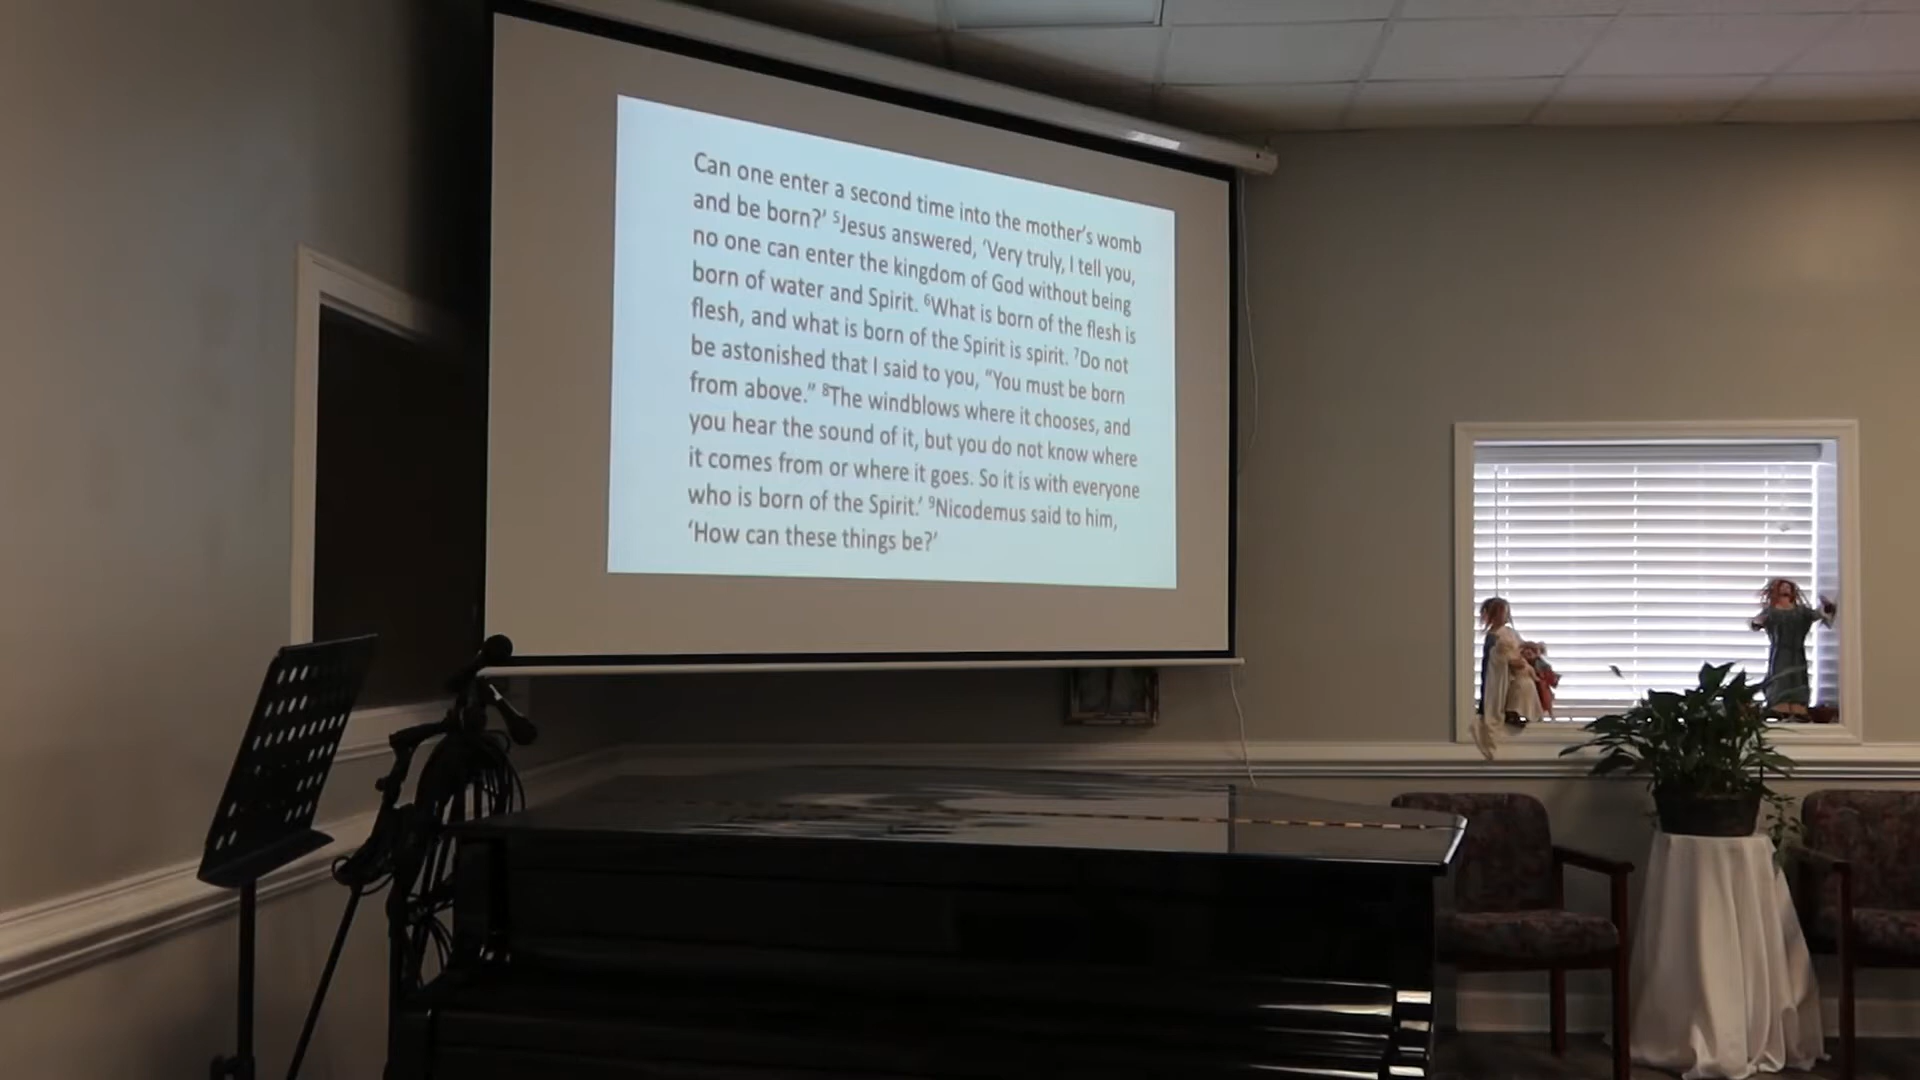 Can one enter a second time into the mother's womb
and be born?' ⁵Jesus answered, 'Very truly, I tell you,
no one can enter the kingdom of God without being
born of water and Spirit. ⁶What is born of the flesh is
flesh, and what is born of the Spirit is spirit. ⁷Do not
be astonished that I said to you, “You must be born
from above.” ⁸The windblows where it chooses, and
you hear the sound of it, but you do not know where
it comes from or where it goes. So it is with everyone
who is born of the Spirit.' ⁹Nicodemus said to him,
'How can these things be?'